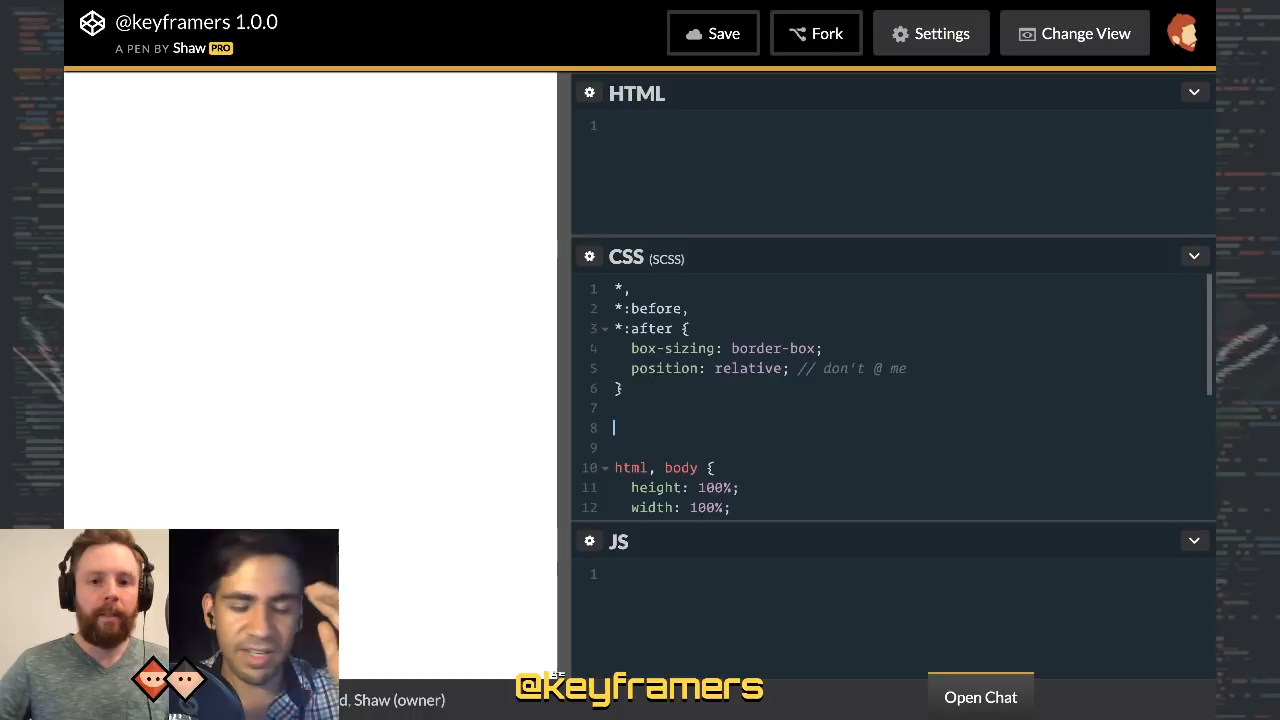 @keyframers 1.0.0
A PEN BY Shaw PRO
Save
Fork
Settings
Change View
HTML
1
CSS (SCSS)
1 *,
2 *:before,
3 *:after {
4 box-sizing: border-box;
5 position: relative; // don't @ me
6 }
7
8
9
10 html, body {
11 height: 100%;
12 width: 100%;
JS
1
d, Shaw (owner)
@keyframers
Open Chat